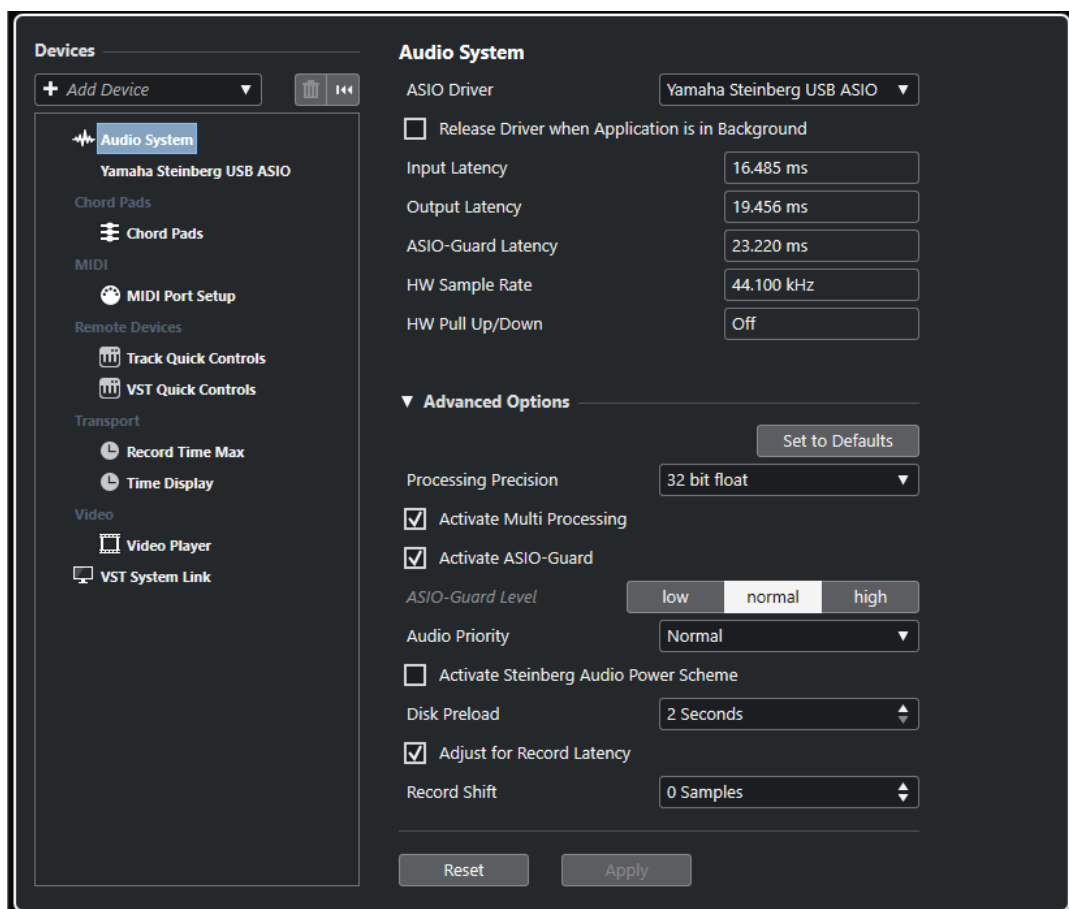 Devices
Add Device
Audio System
Yamaha Steinberg USB ASIO
Chord Pads
Chord Pads
MIDI
MIDI Port Setup
Remote Devices
Track Quick Controls
VST Quick Controls
Transport
Record Time Max
Time Display
Video
Video Player
VST System Link
Audio System
ASIO Driver Yamaha Steinberg USB ASIO
Release Driver when Application is in Background
Input Latency 16.485 ms
Output Latency 19.456 ms
ASIO-Guard Latency 23.220 ms
HW Sample Rate 44.100 kHz
HW Pull Up/Down Off
Advanced Options
Set to Defaults
Processing Precision 32 bit float
Activate Multi Processing
Activate ASIO-Guard
ASIO-Guard Level low normal high
Audio Priority Normal
Activate Steinberg Audio Power Scheme
Disk Preload 2 Seconds
Adjust for Record Latency
Record Shift 0 Samples
Reset Apply